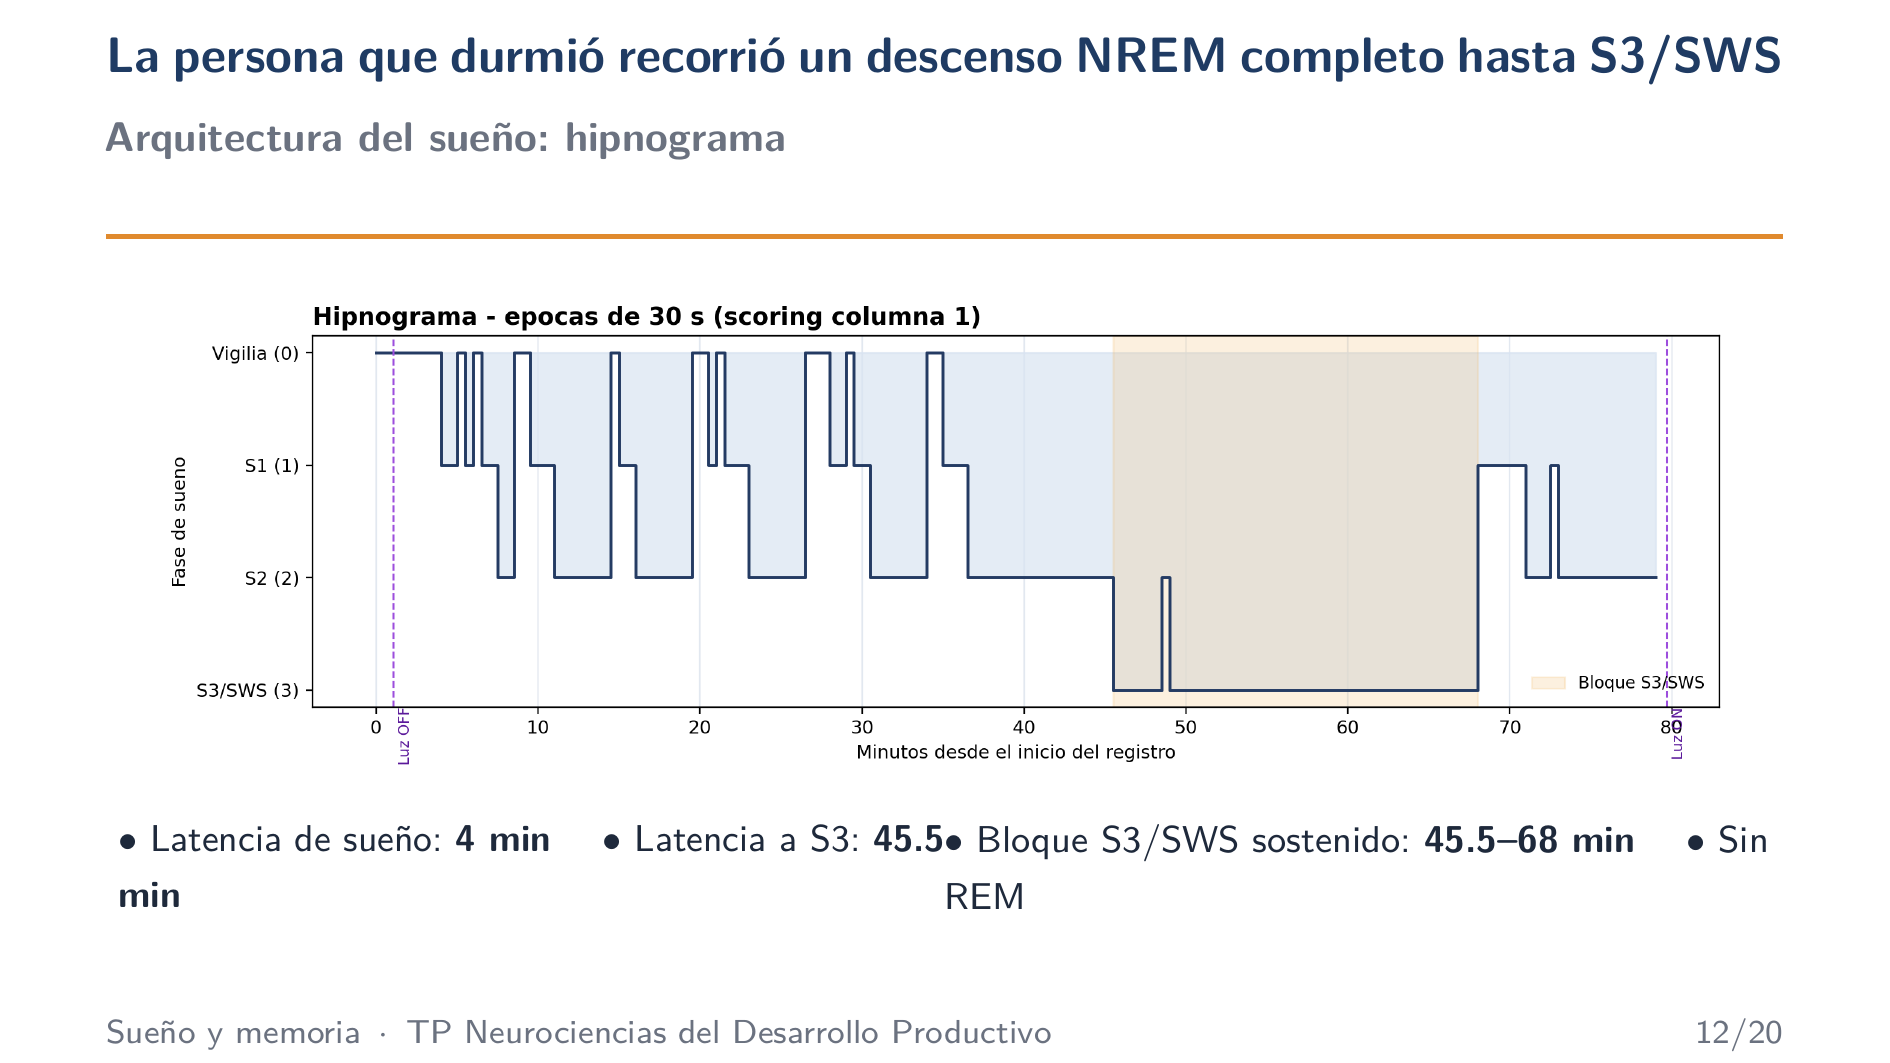 La persona que durmió recorrió un descenso NREM completo hasta S3/SWS
Arquitectura del sueño: hipnograma
Hipnograma - epocas de 30 s (scoring columna 1)
Vigilia (0)
S1 (1)
S2 (2)
S3/SWS (3)
Fase de sueno
Bloque S3/SWS
0 10 20 30 40 50 60 70 80
Luz OFF
Luz ON
Minutos desde el inicio del registro
● Latencia de sueño: 4 min ● Latencia a S3: 45.5
min
● Bloque S3/SWS sostenido: 45.5–68 min ● Sin
REM
Sueño y memoria · TP Neurociencias del Desarrollo Productivo 12/20